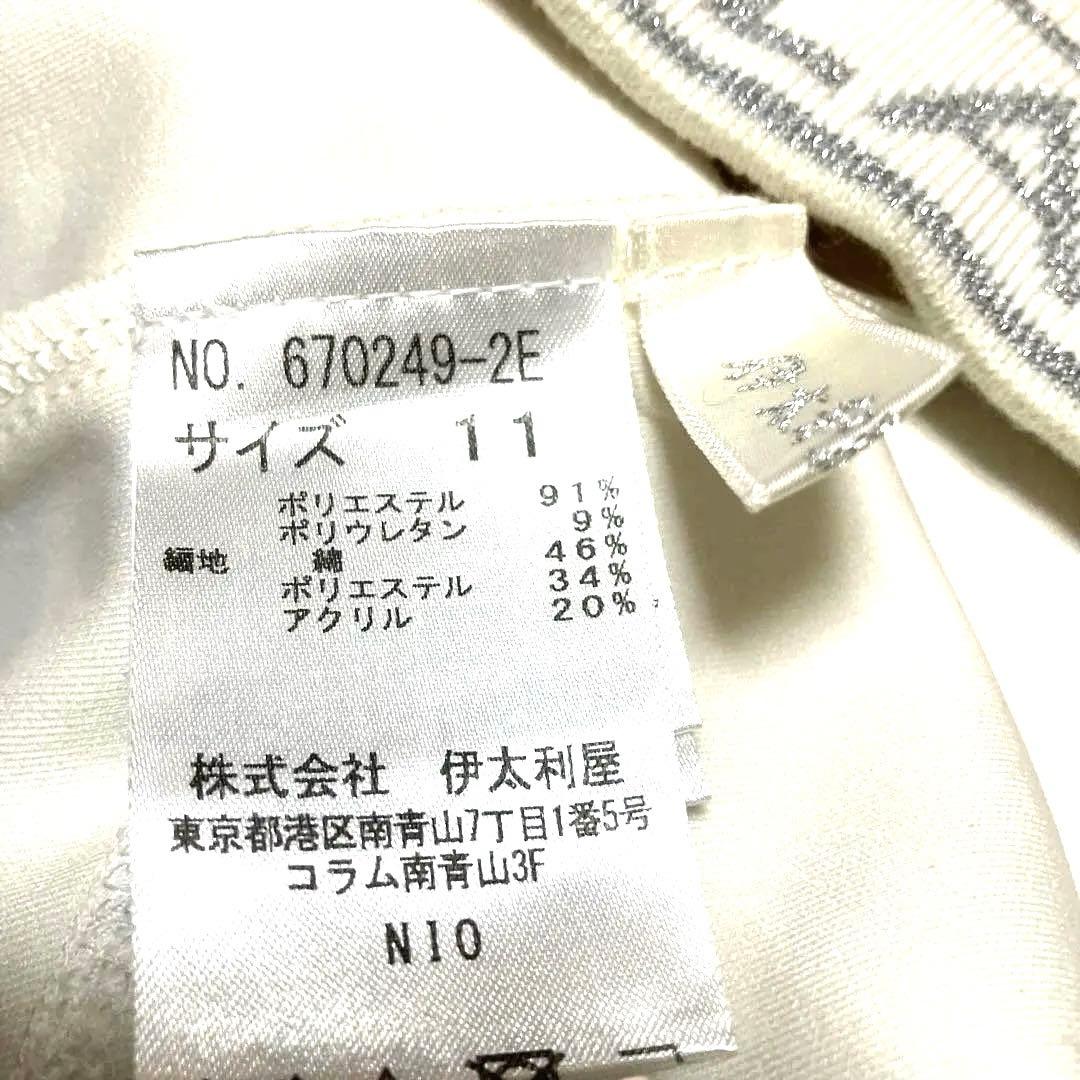 NO. 670249-2E
サイズ 11
ポリエステル 91%
ポリウレタン 9%
編地 綿 46%
ポリエステル 34%
アクリル 20%
株式会社 伊太利屋
東京都港区南青山7丁目1番5号
コラム南青山3F
NIO